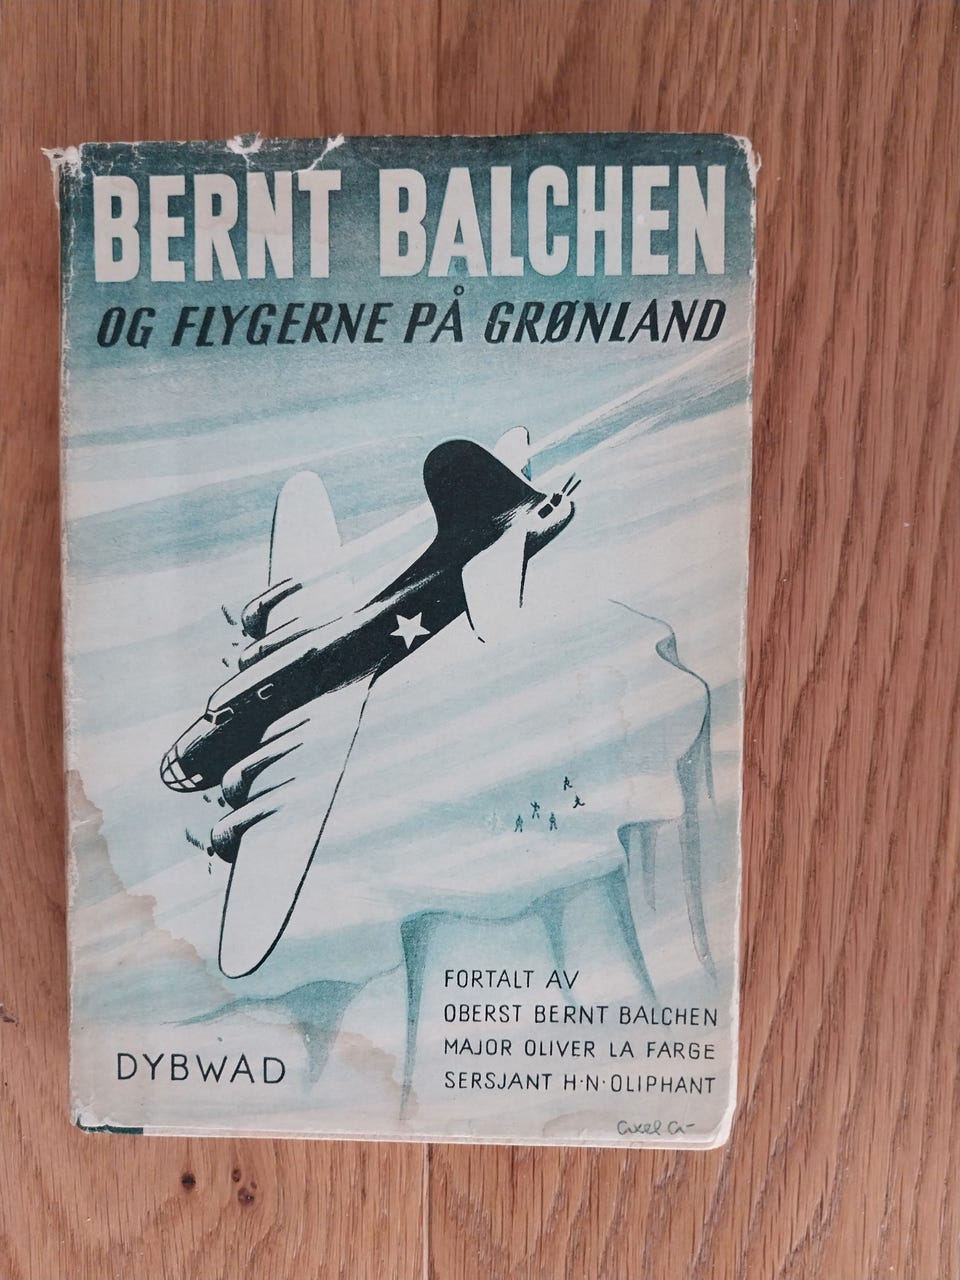 BERNT BALCHEN
OG FLYGERNE PÅ GRØNLAND
FORTALT AV
OBERST BERNT BALCHEN
MAJOR OLIVER LA FARGE
SERSJANT H·N·OLIPHANT
DYBWAD